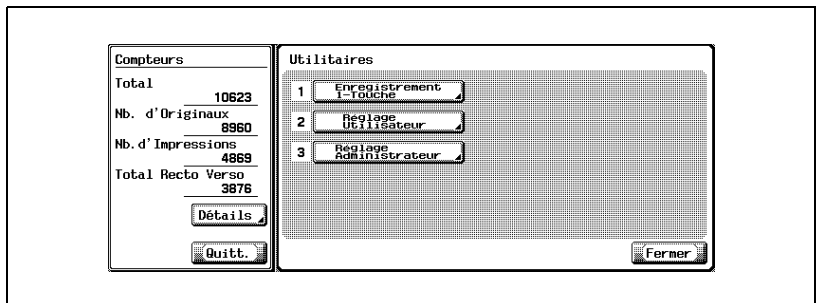 Compteurs
Total
10623
Nb. d'Originaux
8960
Nb.d'Impressions
4869
Total Recto Verso
3876
Détails
Quitt.
Utilitaires
1 Enregistrement
1-Touche
2 Réglage
Utilisateur
3 Réglage
Administrateur
Fermer